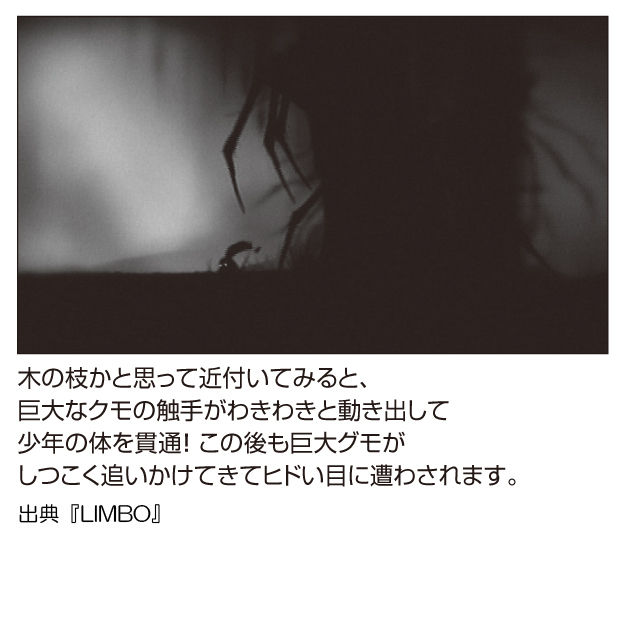 木の枝かと思って近付いてみると、
巨大なクモの触手がわきわきと動き出して
少年の体を貫通! この後も巨大グモが
しつこく追いかけてきてヒドい目に遭わされます。
出典『LIMBO』